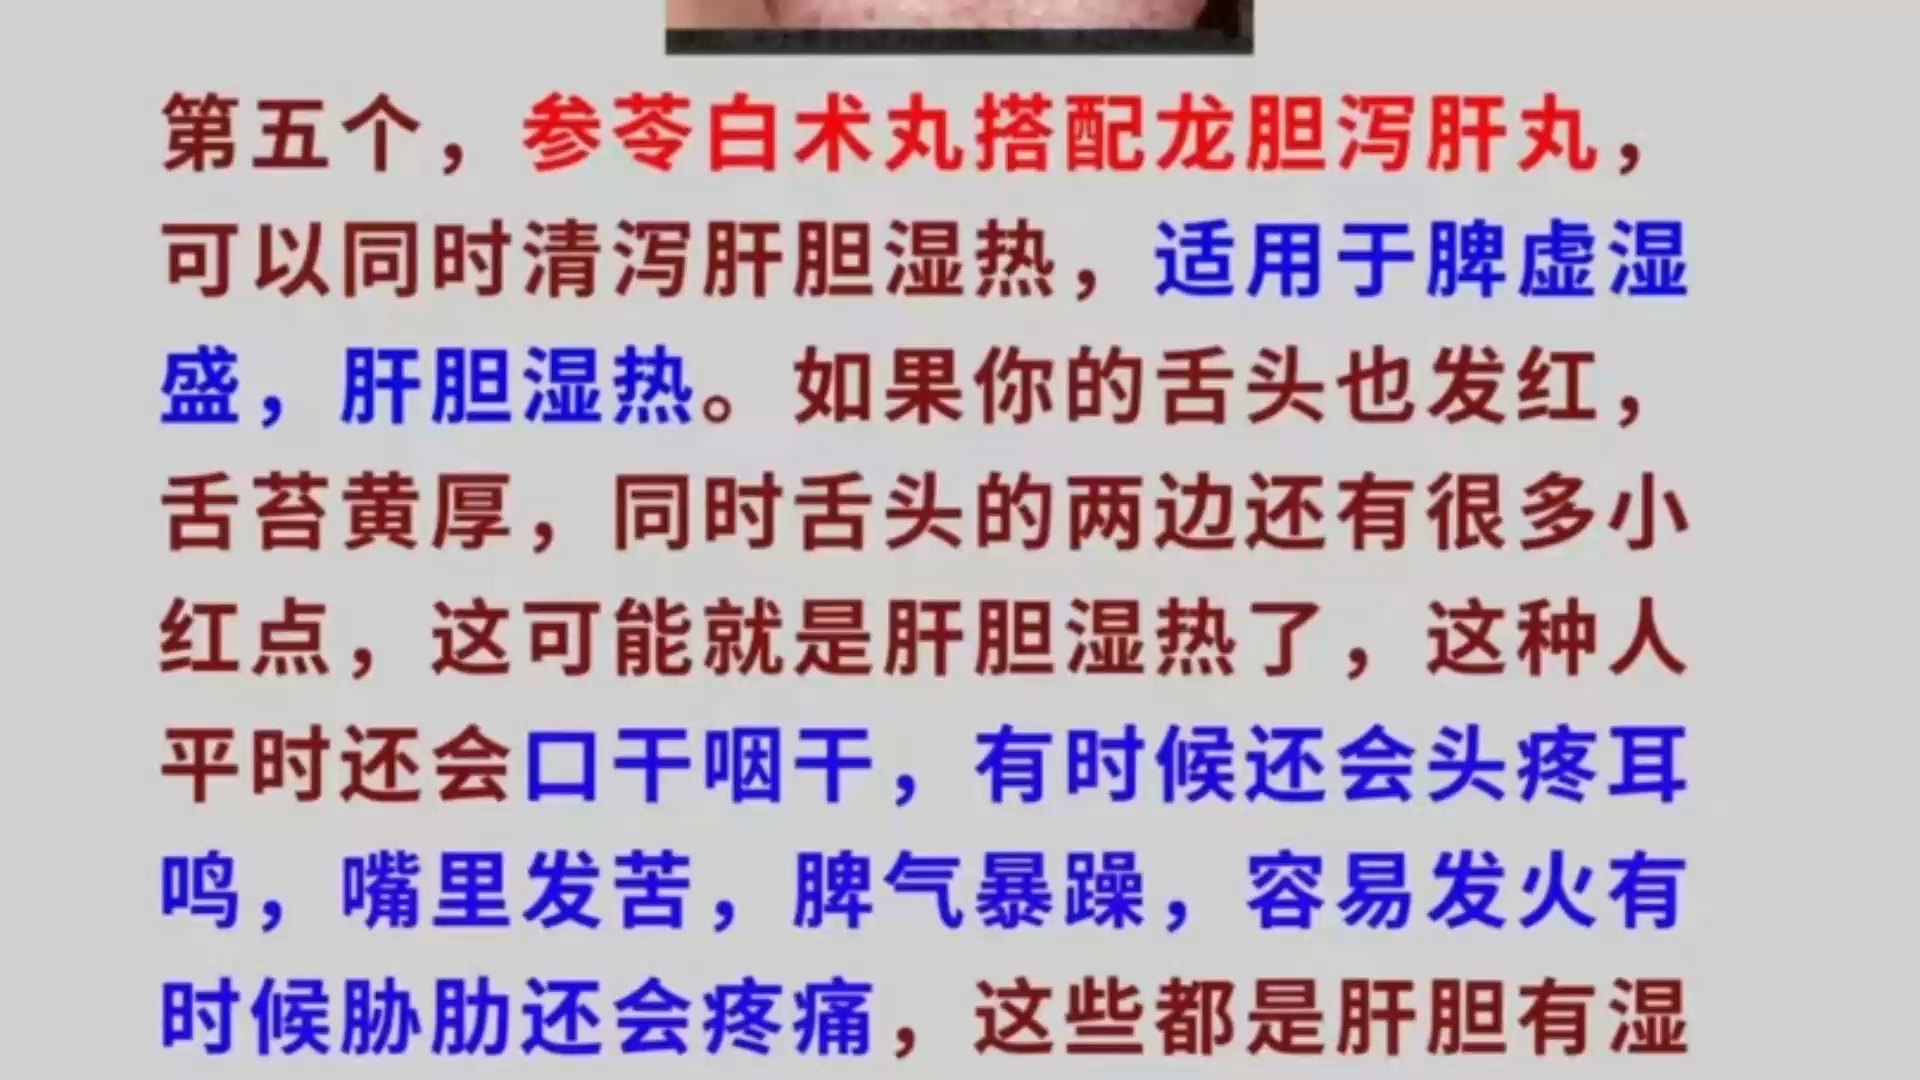 第五个，参苓白术丸搭配龙胆泻肝丸，
可以同时清泻肝胆湿热，适用于脾虚湿
盛，肝胆湿热。如果你的舌头也发红，
舌苔黄厚，同时舌头的两边还有很多小
红点，这可能就是肝胆湿热了，这种人
平时还会口干咽干，有时候还会头疼耳
鸣，嘴里发苦，脾气暴躁，容易发火有
时候胁肋还会疼痛，这些都是肝胆有湿